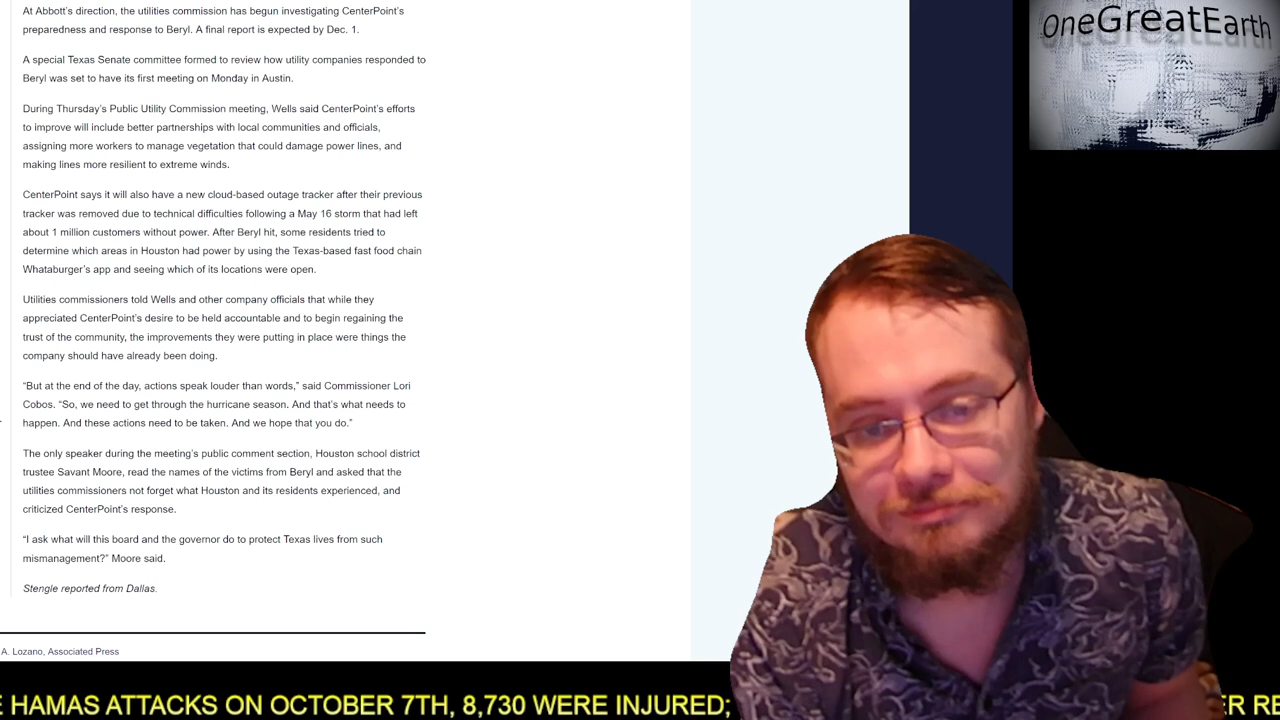 OneGreatEarth
At Abbott's direction, the utilities commission has begun investigating CenterPoint's
preparedness and response to Beryl. A final report is expected by Dec. 1.
A special Texas Senate committee formed to review how utility companies responded to
Beryl was set to have its first meeting on Monday in Austin.
During Thursday's Public Utility Commission meeting, Wells said CenterPoint's efforts
to improve will include better partnerships with local communities and officials,
assigning more workers to manage vegetation that could damage power lines, and
making lines more resilient to extreme winds.
CenterPoint says it will also have a new cloud-based outage tracker after their previous
tracker was removed due to technical difficulties following a May 16 storm that had left
about 1 million customers without power. After Beryl hit, some residents tried to
determine which areas in Houston had power by using the Texas-based fast food chain
Whataburger's app and seeing which of its locations were open.
Utilities commissioners told Wells and other company officials that while they
appreciated CenterPoint's desire to be held accountable and to begin regaining the
trust of the community, the improvements they were putting in place were things the
company should have already been doing.
“But at the end of the day, actions speak louder than words,” said Commissioner Lori
Cobos. “So, we need to get through the hurricane season. And that's what needs to
happen. And these actions need to be taken. And we hope that you do.”
The only speaker during the meeting's public comment section, Houston school district
trustee Savant Moore, read the names of the victims from Beryl and asked that the
utilities commissioners not forget what Houston and its residents experienced, and
criticized CenterPoint's response.
“I ask what will this board and the governor do to protect Texas lives from such
mismanagement?” Moore said.
Stengle reported from Dallas.
A. Lozano, Associated Press
E HAMAS ATTACKS ON OCTOBER 7TH, 8,730 WERE INJURED; ER RE